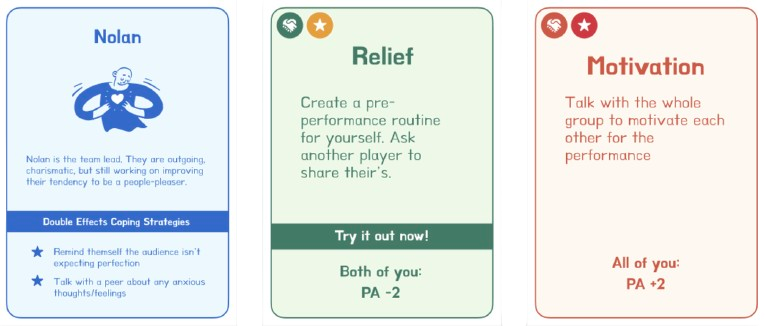 Nolan
Nolan is the team lead. They are outgoing,
charismatic, but still working on improving
their tendency to be a people-pleaser.
Double Effects Coping Strategies
Remind themself the audience isn't
expecting perfection
Talk with a peer about any anxious
thoughts/feelings
Relief
Create a pre-
performance routine
for yourself. Ask
another player to
share their's.
Try it out now!
Both of you:
PA -2
Motivation
Talk with the whole
group to motivate each
other for the
performance
All of you:
PA +2